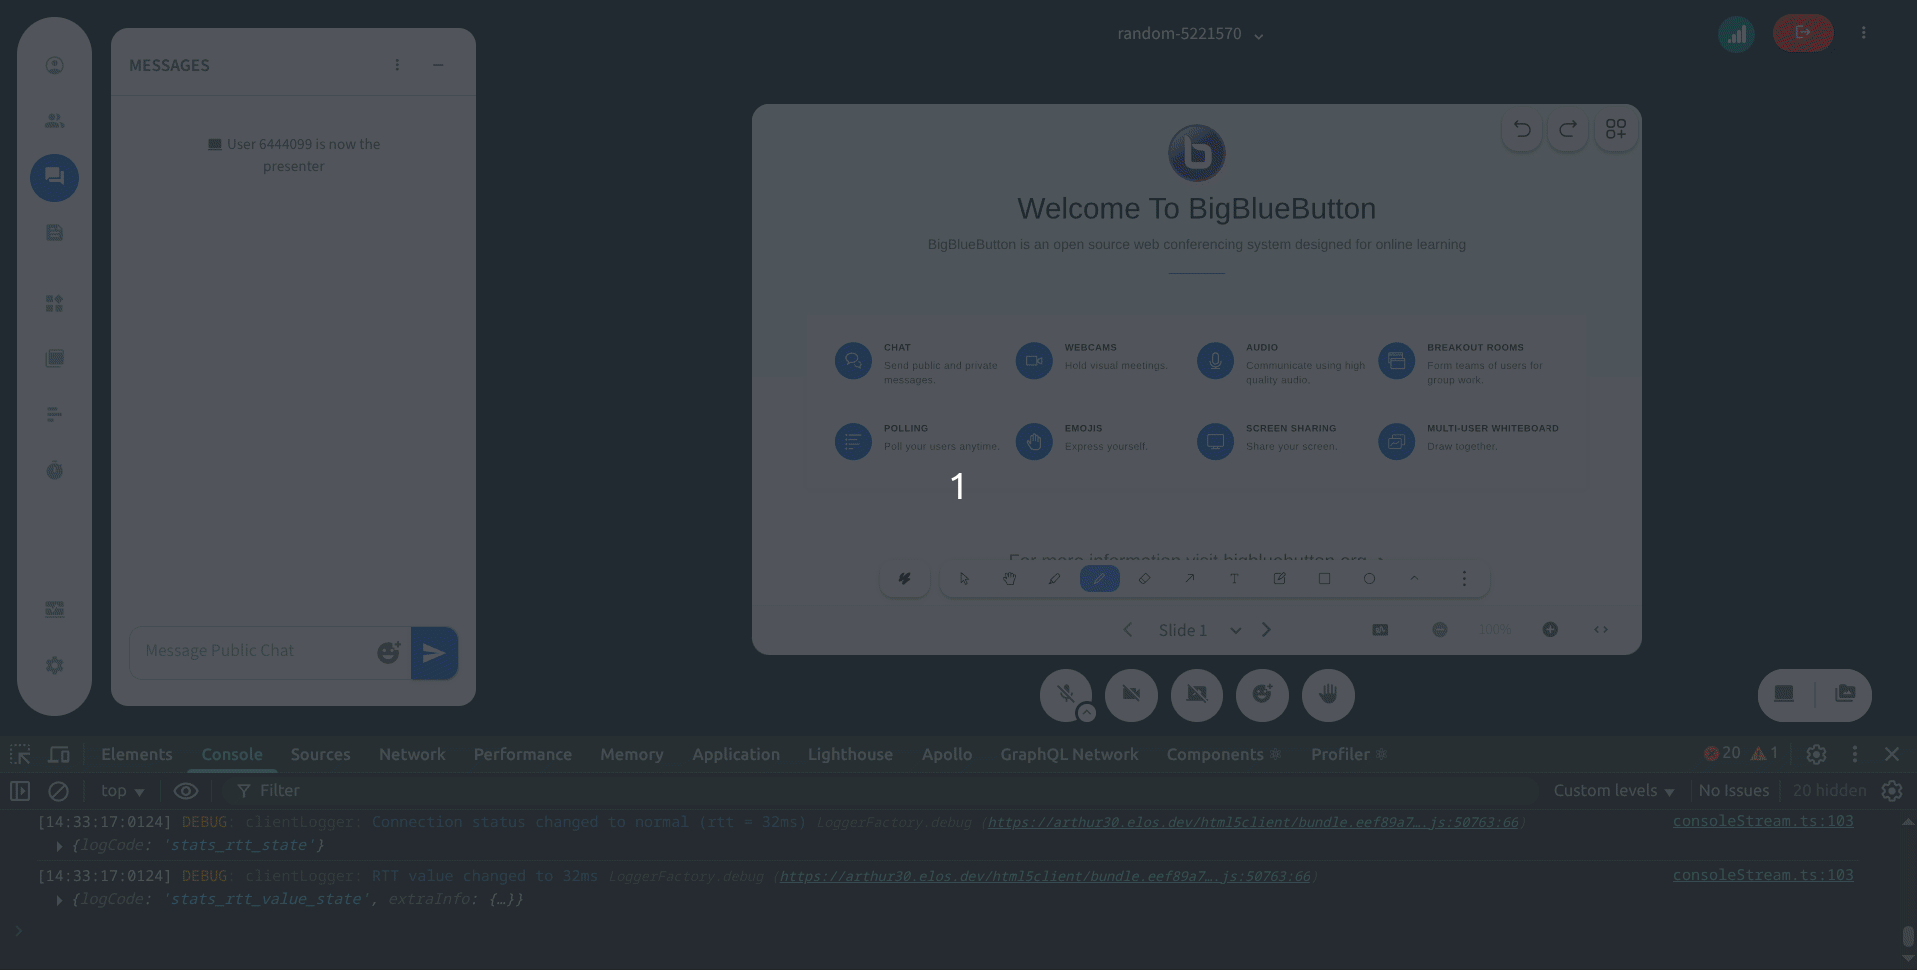 random-5221570
MESSAGES
User 6444099 is now the
presenter
Message Public Chat
Welcome To BigBlueButton
BigBlueButton is an open source web conferencing system designed for online learning
CHAT
Send public and private
messages.
WEBCAMS
Hold visual meetings.
AUDIO
Communicate using high
quality audio.
BREAKOUT ROOMS
Form teams of users for
group work.
POLLING
Poll your users anytime.
EMOJIS
Express yourself.
SCREEN SHARING
Share your screen.
MULTI-USER WHITEBOARD
Draw together.
1
For more information visit bigbluebutton.org
Slide 1
100%
Elements Console Sources Network Performance Memory Application Lighthouse Apollo GraphQL Network Components Profiler 20 1
top Filter Custom levels No Issues 20 hidden
[14:33:17:0124] DEBUG: clientLogger: Connection status changed to normal (rtt = 32ms) LoggerFactory.debug (https://arthur30.elos.dev/html5client/bundle.eef89a7….js:50763:66) consoleStream.ts:103
{logCode: 'stats_rtt_state'}
[14:33:17:0124] DEBUG: clientLogger: RTT value changed to 32ms LoggerFactory.debug (https://arthur30.elos.dev/html5client/bundle.eef89a7….js:50763:66) consoleStream.ts:103
{logCode: 'stats_rtt_value_state', extraInfo: {…}}